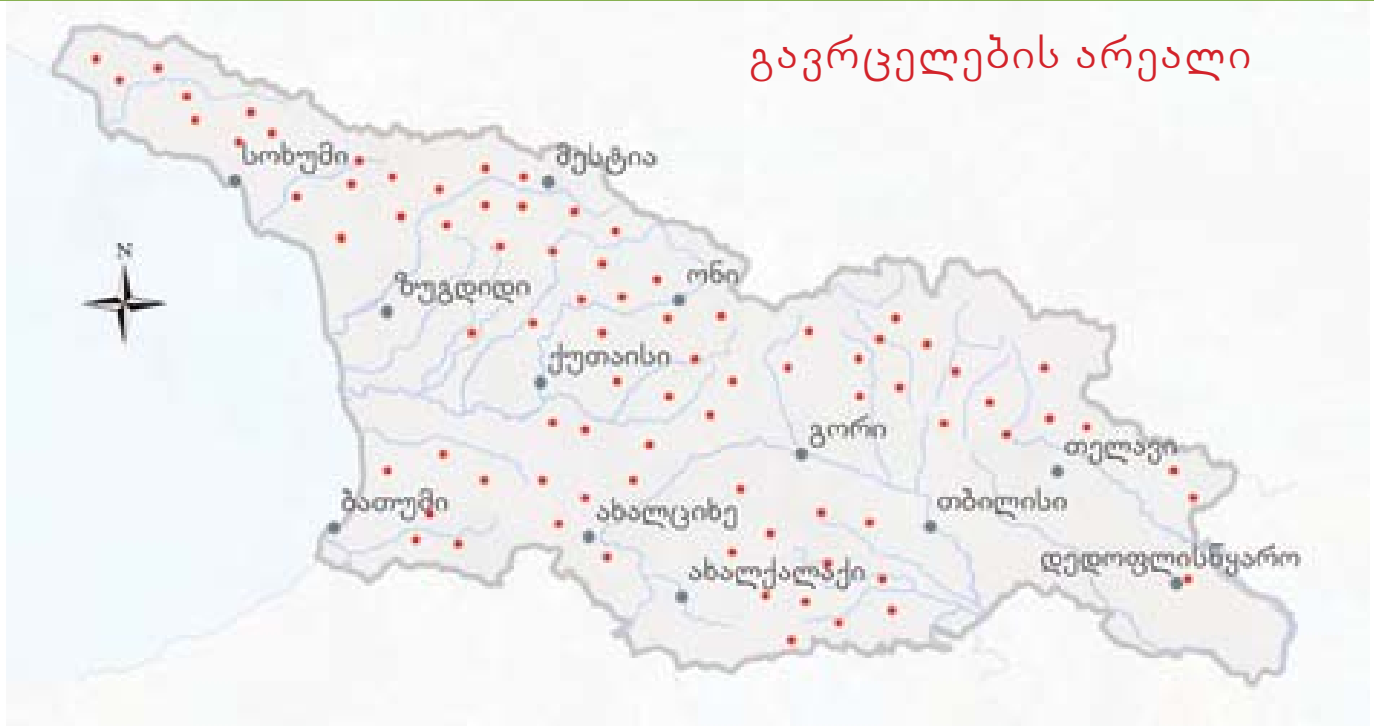 გავრცელების არეალი
სოხუმი
მესტია
N
ონი
ზუგდიდი
ქუთაისი
გორი
თელავი
ბათუმი
ახალციხე
თბილისი
დედოფლისწყარო
ახალქალაქი